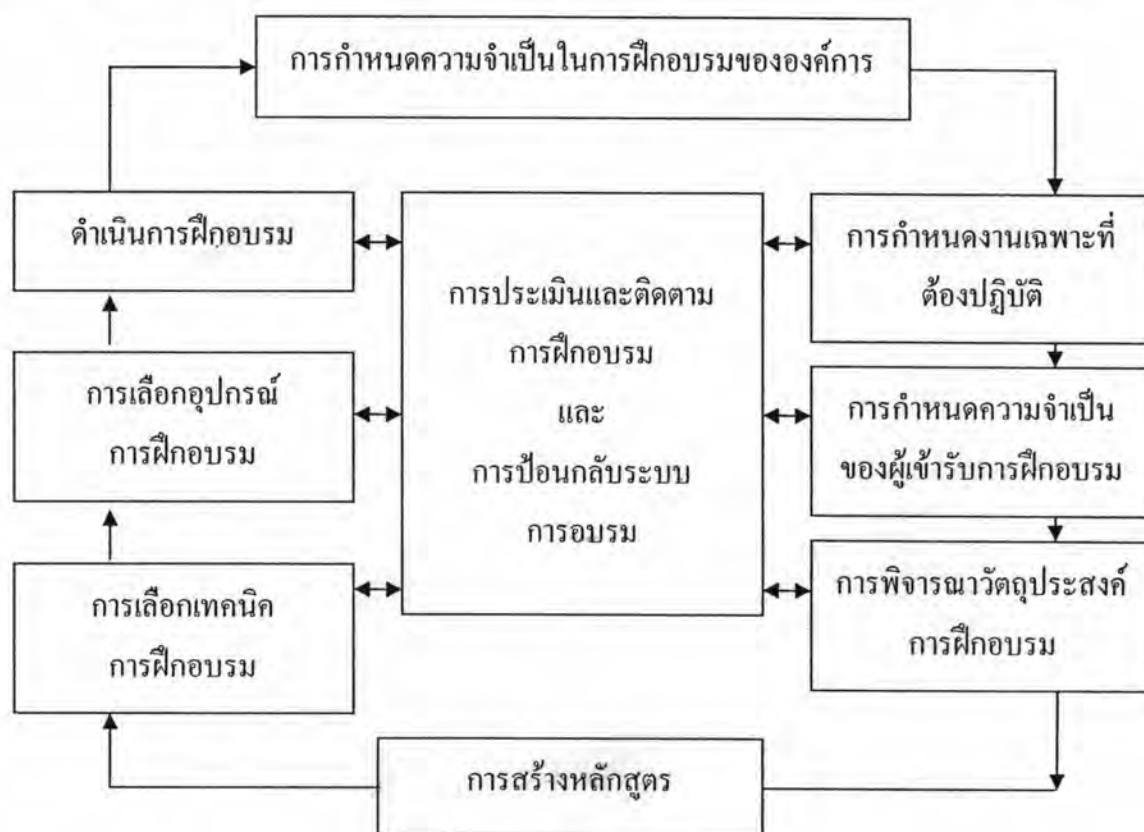 การกำหนดความจำเป็นในการฝึกอบรมขององค์การ
ดำเนินการฝึกอบรม
การประเมินและติดตาม
การฝึกอบรม
และ
การป้อนกลับระบบ
การอบรม
การกำหนดงานเฉพาะที่
ต้องปฏิบัติ
การเลือกอุปกรณ์
การฝึกอบรม
การกำหนดความจำเป็น
ของผู้เข้ารับการฝึกอบรม
การเลือกเทคนิค
การฝึกอบรม
การพิจารณาวัตถุประสงค์
การฝึกอบรม
การสร้างหลักสูตร